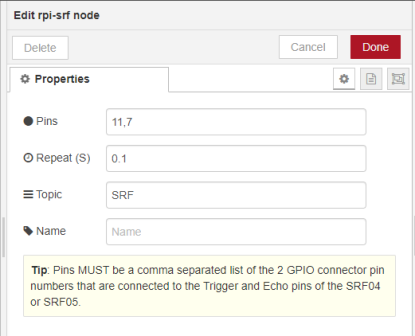 Edit rpi-srf node
Delete
Cancel
Done
Properties
Pins
11,7
Repeat (S)
0.1
Topic
SRF
Name
Name
Tip: Pins MUST be a comma separated list of the 2 GPIO connector pin
numbers that are connected to the Trigger and Echo pins of the SRF04
or SRF05.